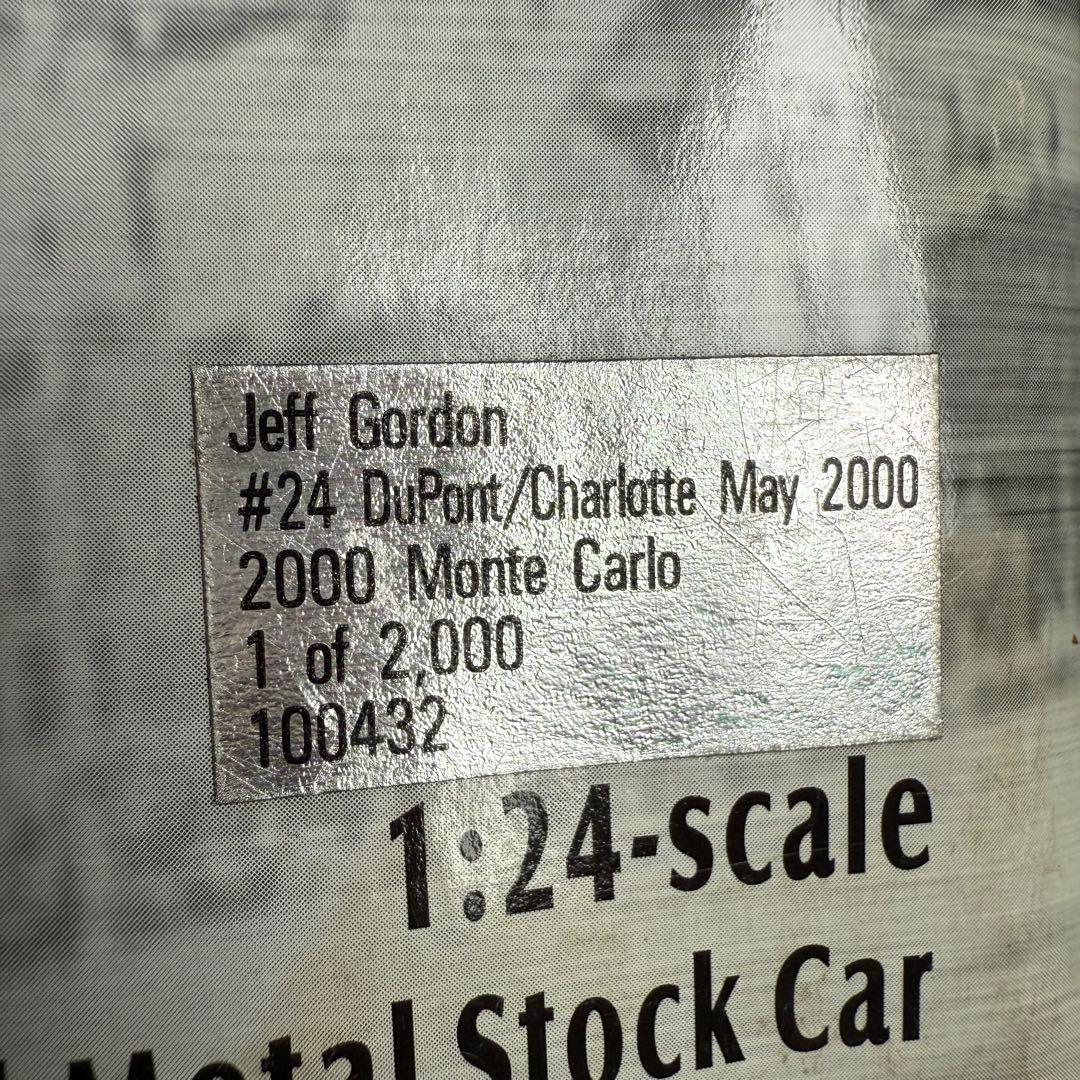 Jeff Gordon
#24 DuPont/Charlotte May 2000
2000 Monte Carlo
1 of 2,000
100432
1:24-scale
Metal Stock Car